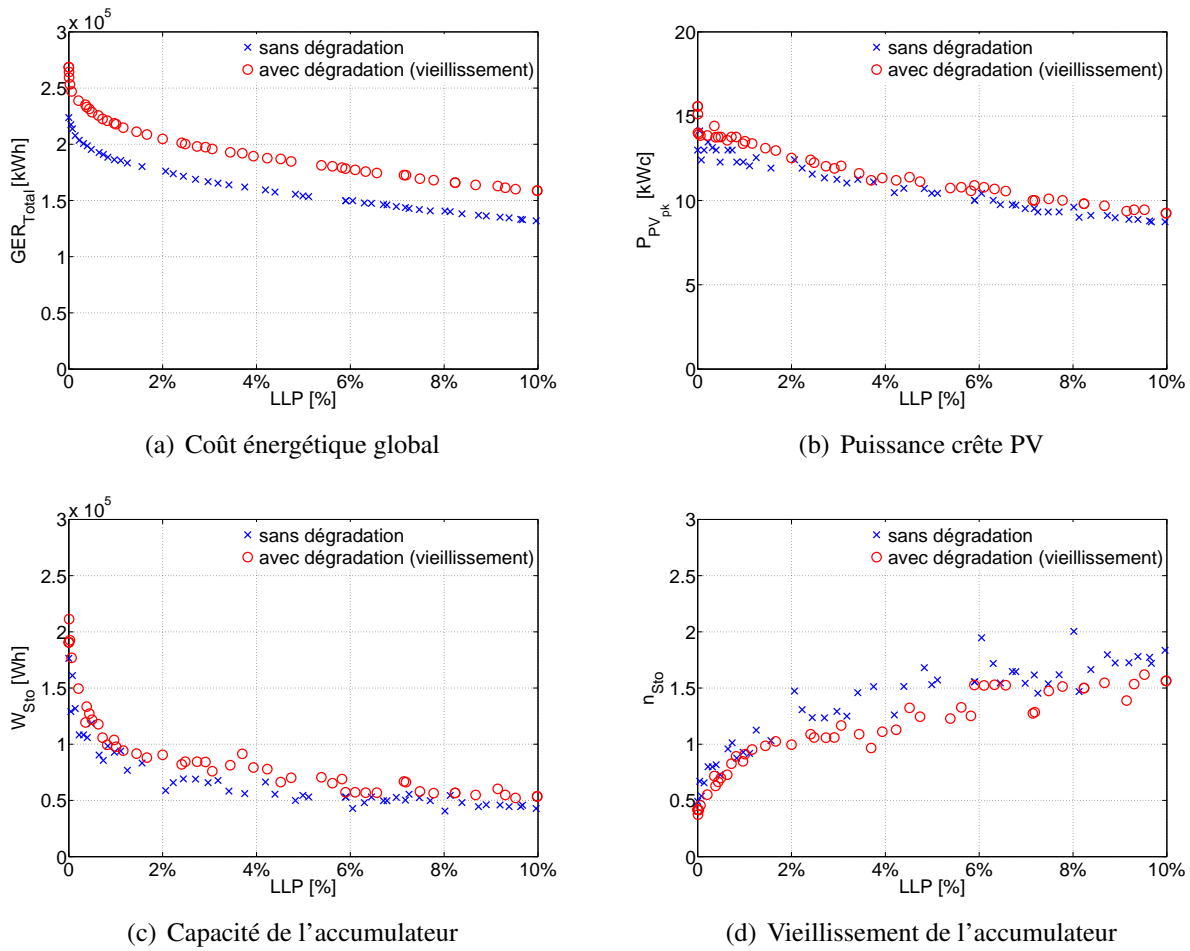 x 10^5
3
2.5
2
1.5
1
0.5
0
GER_Total [kWh]
sans dégradation
avec dégradation (vieillissement)
0 2% 4% 6% 8% 10%
LLP [%]
(a) Coût énergétique global
20
15
10
5
0
P_PV_pk [kWc]
sans dégradation
avec dégradation (vieillissement)
0 2% 4% 6% 8% 10%
LLP [%]
(b) Puissance crête PV
x 10^5
3
2.5
2
1.5
1
0.5
0
W_Sto [Wh]
sans dégradation
avec dégradation (vieillissement)
0 2% 4% 6% 8% 10%
LLP [%]
(c) Capacité de l'accumulateur
3
2.5
2
1.5
1
0.5
0
n_Sto
sans dégradation
avec dégradation (vieillissement)
0 2% 4% 6% 8% 10%
LLP [%]
(d) Vieillissement de l'accumulateur